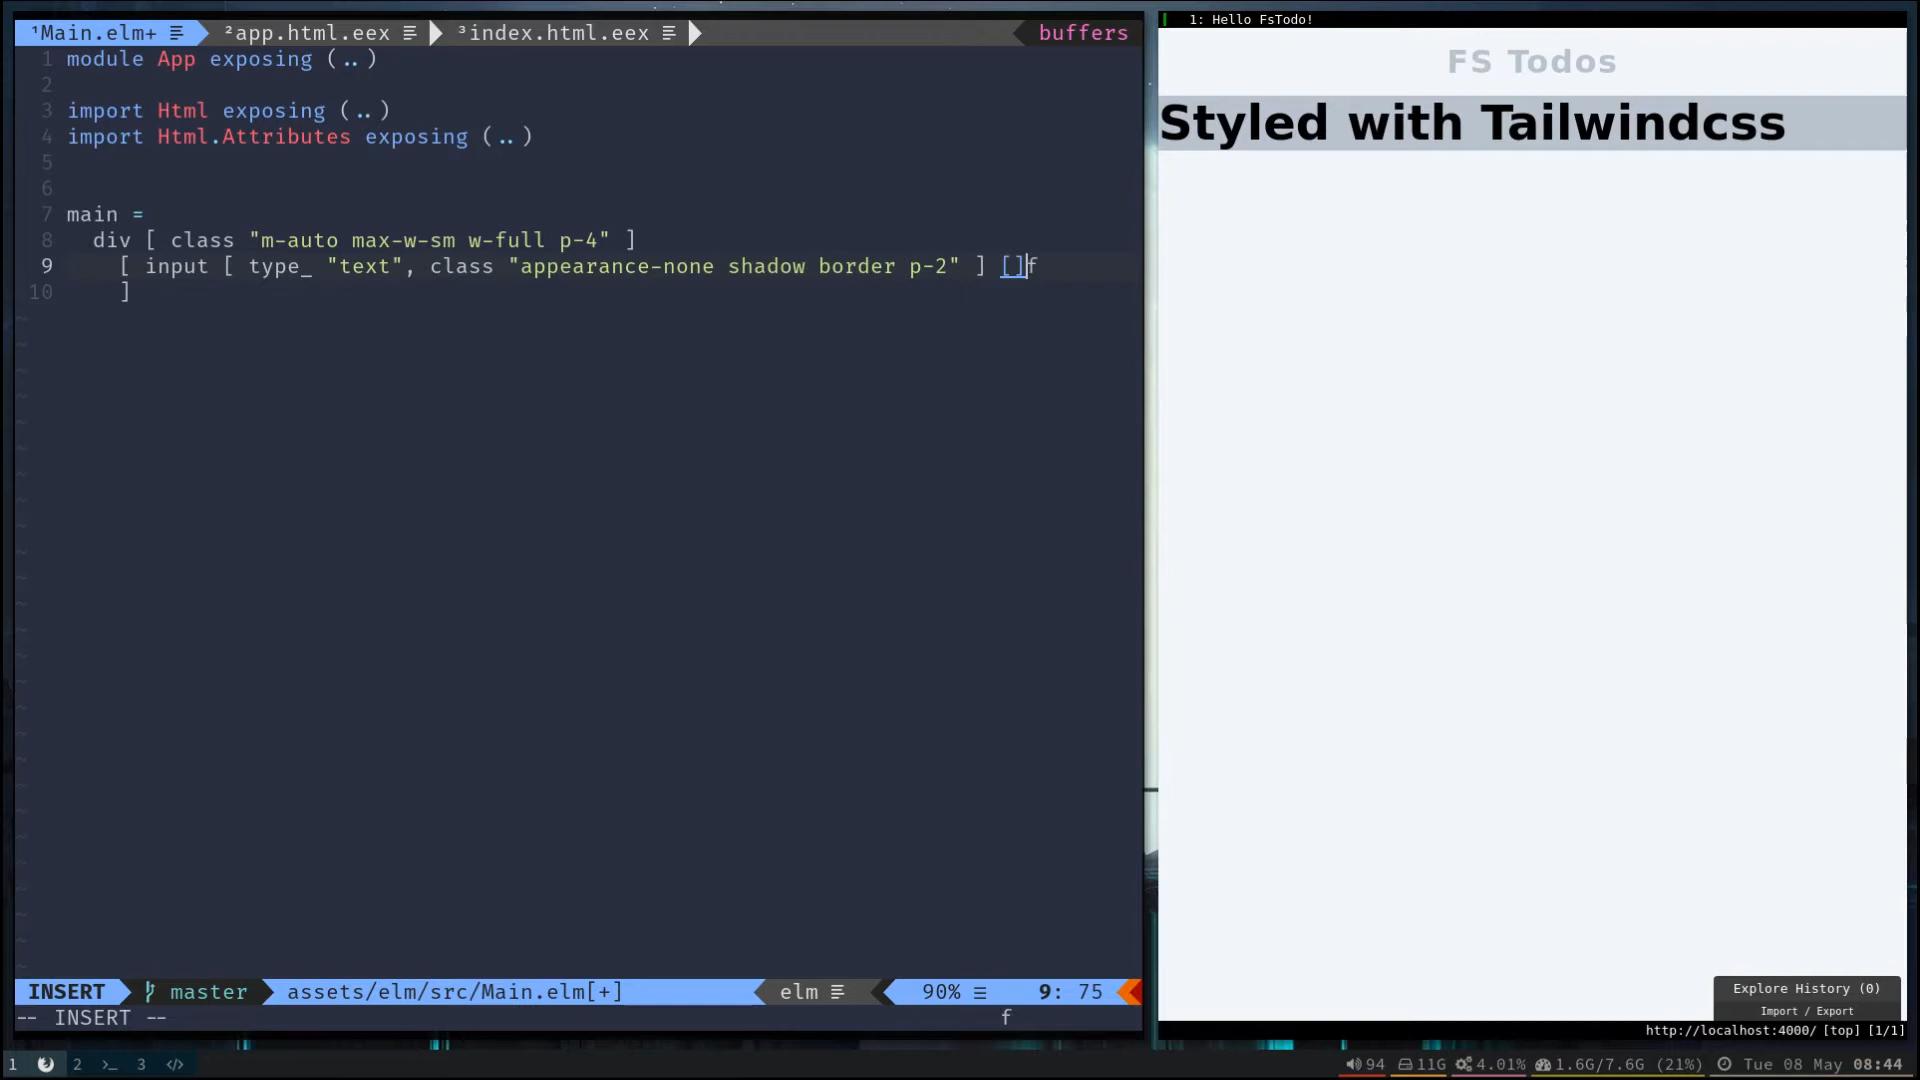 ¹Main.elm+ ²app.html.eex ³index.html.eex buffers
1 module App exposing (..)
2
3 import Html exposing (..)
4 import Html.Attributes exposing (..)
5
6
7 main =
8 div [ class "m-auto max-w-sm w-full p-4" ]
9 [ input [ type_ "text", class "appearance-none shadow border p-2" ] []f
10 ]
INSERT master assets/elm/src/Main.elm[+] elm 90% 9: 75
-- INSERT -- f
1: Hello FsTodo!
FS Todos
Styled with Tailwindcss
Explore History (0)
Import / Export
http://localhost:4000/ [top] [1/1]
1 2 >_ 3 </> 94 11G 4.01% 1.6G/7.6G (21%) Tue 08 May 08:44